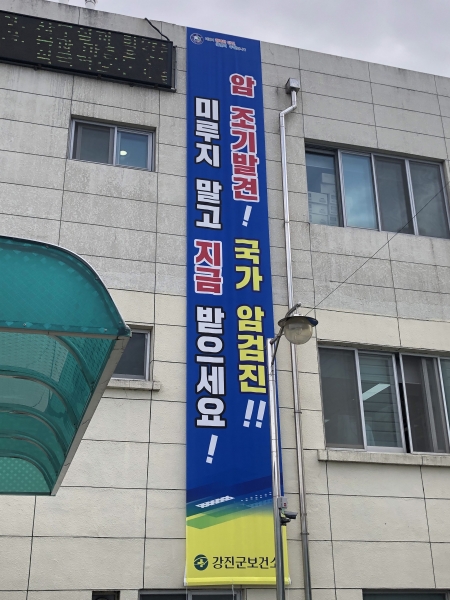 암 조기발견! 국가 암검진!!
미루지 말고 지금 받으세요!
강진군보건소